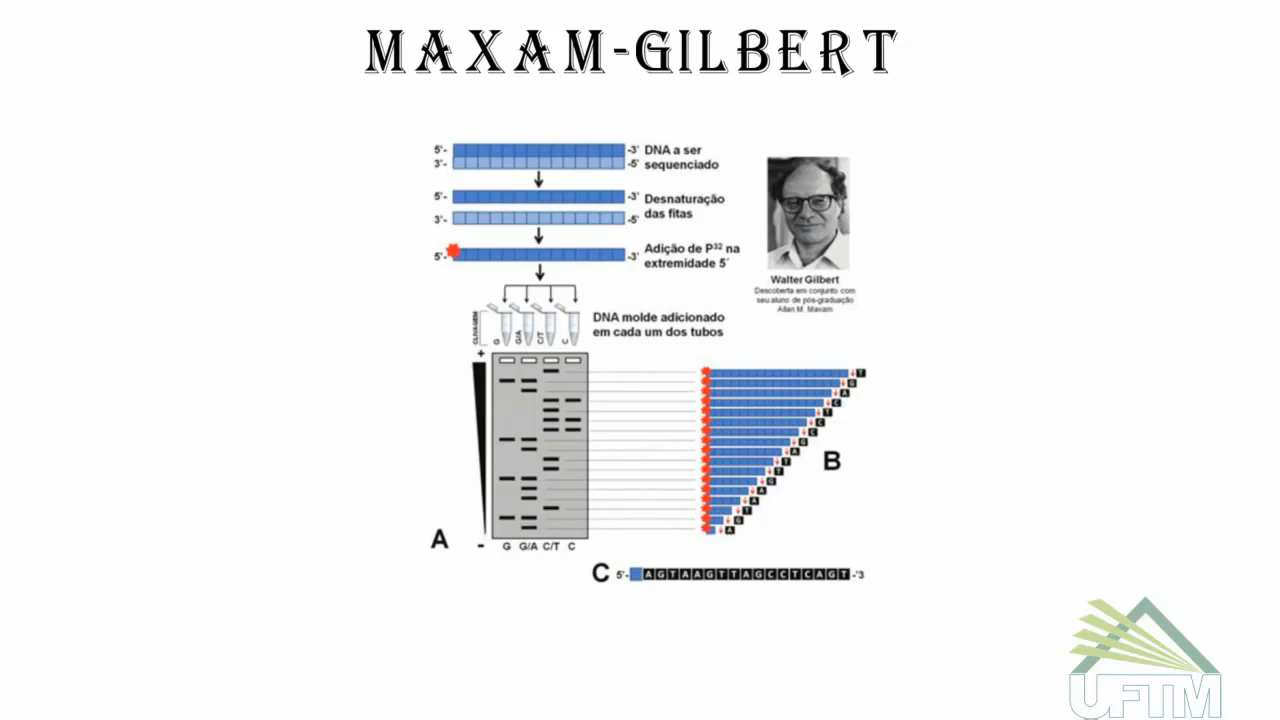 MAXAM-GILBERT
5'- -3' DNA a ser
3'- -5' sequenciado
5'- -3' Desnaturação
3'- -5' das fitas
5'- -3' Adição de P32 na
extremidade 5´
Walter Gilbert
Descoberta em conjunto com
seu aluno de pós-graduação
Allan M. Maxam
DNA molde adicionado
em cada um dos tubos
CLIVAGEM
G G/A C/T C
+
T
G
A
C
T
C
C
G
A
T
T
G
A
A
T
G
A
B
A
- G G/A C/T C
C 5'- AGTAAGTTAGCCTCAGT -'3
UFTM